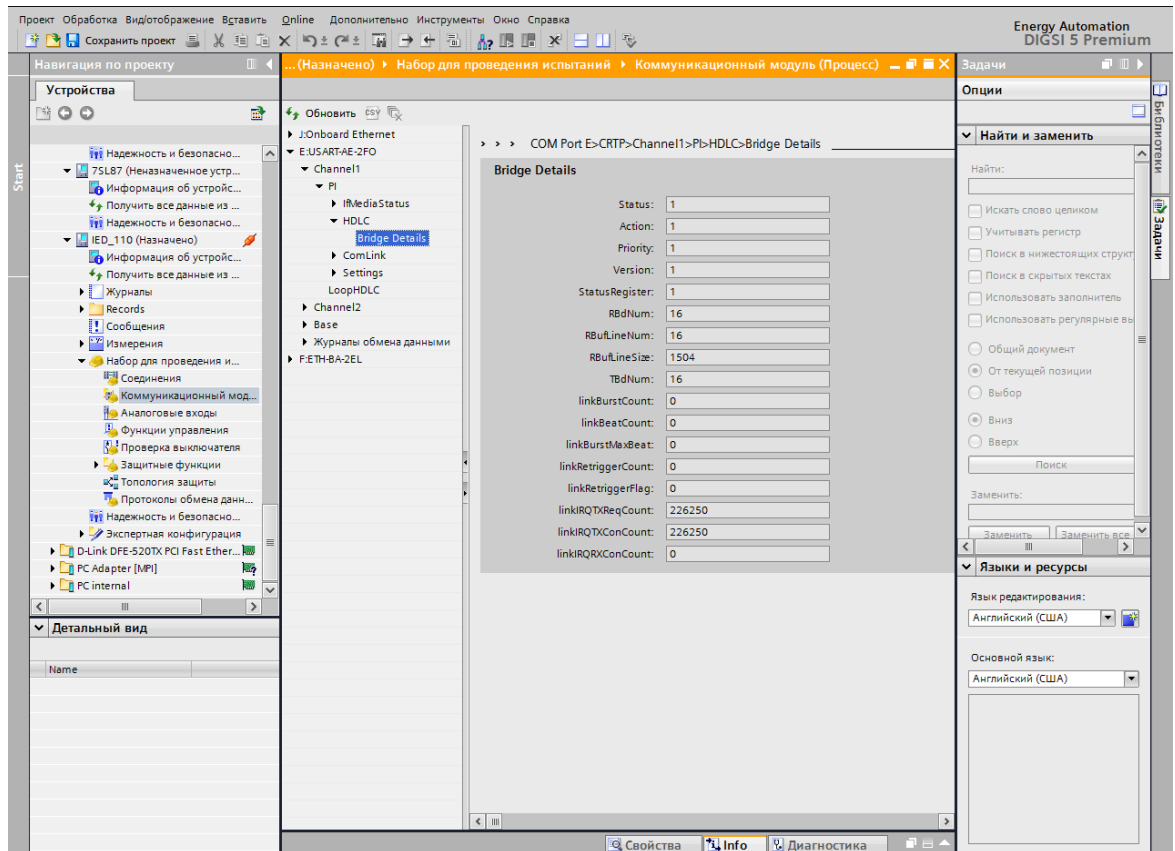 Проект Обработка Вид/отображение Вставить Online Дополнительно Инструменты Окно Справка
Сохранить проект
Energy Automation
DIGSI 5 Premium
Навигация по проекту
Устройства
Start
Надежность и безопасно...
7SL87 (Неназначенное устр...
Информация об устройс...
Получить все данные из ...
Надежность и безопасно...
IED_110 (Назначено)
Информация об устройс...
Получить все данные из ...
Журналы
Records
Сообщения
Измерения
Набор для проведения и...
Соединения
Коммуникационный мод...
Аналоговые входы
Функции управления
Проверка выключателя
Защитные функции
Топология защиты
Протоколы обмена данн...
Надежность и безопасно...
Экспертная конфигурация
D-Link DFE-520TX PCI Fast Ether...
PC Adapter [MPI]
PC internal
Детальный вид
Name
...(Назначено) Набор для проведения испытаний Коммуникационный модуль (Процесс)
Обновить CSV
J:Onboard Ethernet
E:USART-AE-2FO
Channel1
PI
IfMediaStatus
HDLC
Bridge Details
ComLink
Settings
LoopHDLC
Channel2
Base
Журналы обмена данными
F:ETH-BA-2EL
> > > COM Port E>CRTP>Channel1>PI>HDLC>Bridge Details
Bridge Details
Status: 1
Action: 1
Priority: 1
Version: 1
StatusRegister: 1
RBdNum: 16
RBufLineNum: 16
RBufLineSize: 1504
TBdNum: 16
linkBurstCount: 0
linkBeatCount: 0
linkBurstMaxBeat: 0
linkRetriggerCount: 0
linkRetriggerFlag: 0
linkIRQTXReqCount: 226250
linkIRQTXConCount: 226250
linkIRQRXConCount: 0
Свойства Info Диагностика
Задачи
Опции
Найти и заменить
Найти:
Искать слово целиком
Учитывать регистр
Поиск в нижестоящих структ
Поиск в скрытых текстах
Использовать заполнитель
Использовать регулярные вы
Общий документ
От текущей позиции
Выбор
Вниз
Вверх
Поиск
Заменить:
Заменить Заменить все
Языки и ресурсы
Язык редактирования:
Английский (США)
Основной язык:
Английский (США)
Библиотеки
Задачи